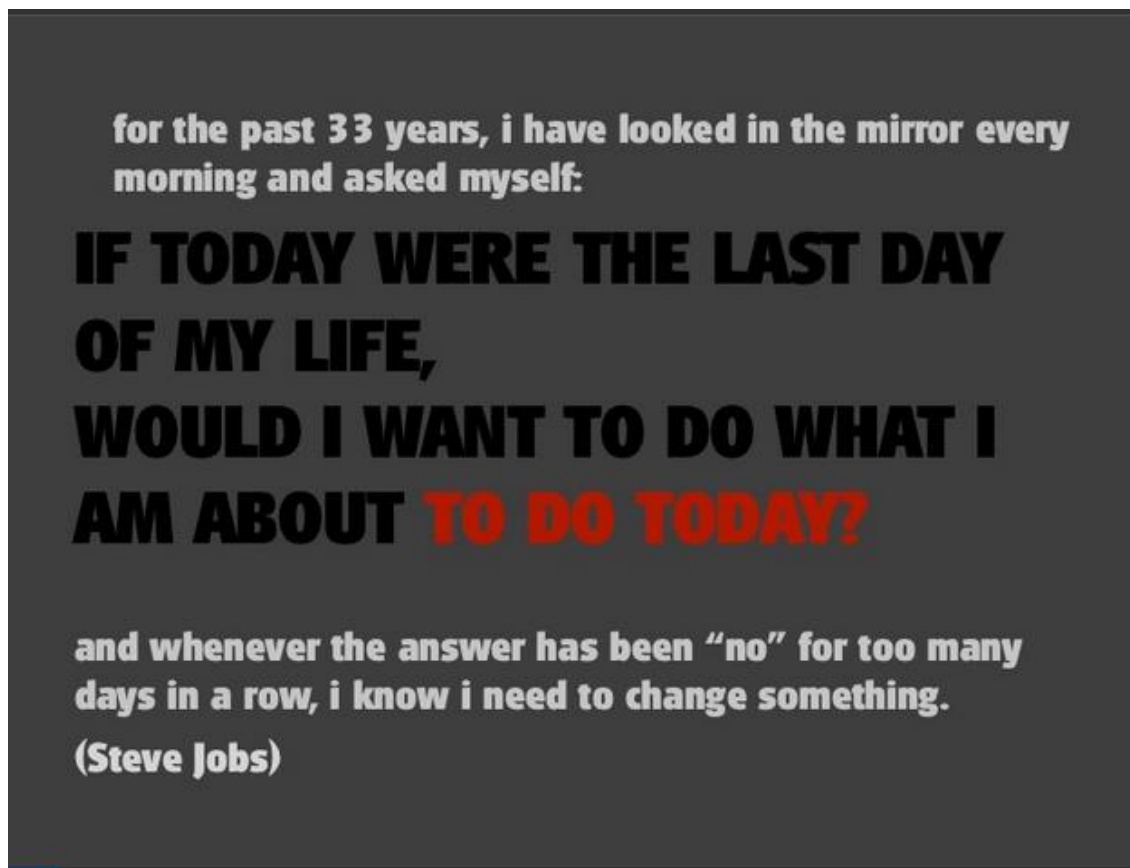 for the past 33 years, i have looked in the mirror every
morning and asked myself:
IF TODAY WERE THE LAST DAY
OF MY LIFE,
WOULD I WANT TO DO WHAT I
AM ABOUT TO DO TODAY?
and whenever the answer has been “no” for too many
days in a row, i know i need to change something.
(Steve Jobs)